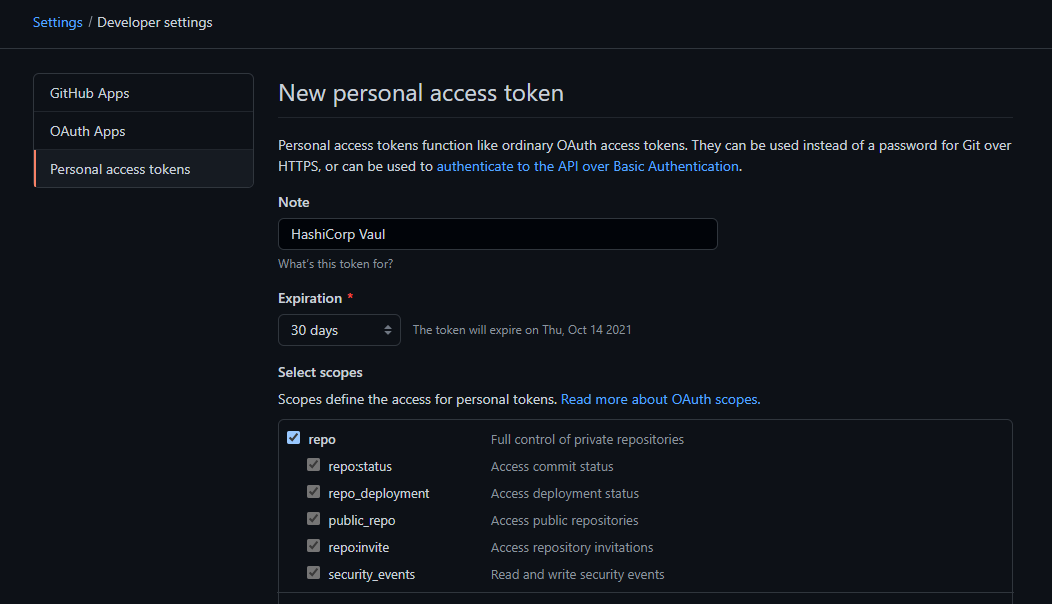 Settings / Developer settings
GitHub Apps
OAuth Apps
Personal access tokens
New personal access token
Personal access tokens function like ordinary OAuth access tokens. They can be used instead of a password for Git over
HTTPS, or can be used to authenticate to the API over Basic Authentication.
Note
HashiCorp Vaul
What's this token for?
Expiration *
30 days The token will expire on Thu, Oct 14 2021
Select scopes
Scopes define the access for personal tokens. Read more about OAuth scopes.
repo Full control of private repositories
repo:status Access commit status
repo_deployment Access deployment status
public_repo Access public repositories
repo:invite Access repository invitations
security_events Read and write security events